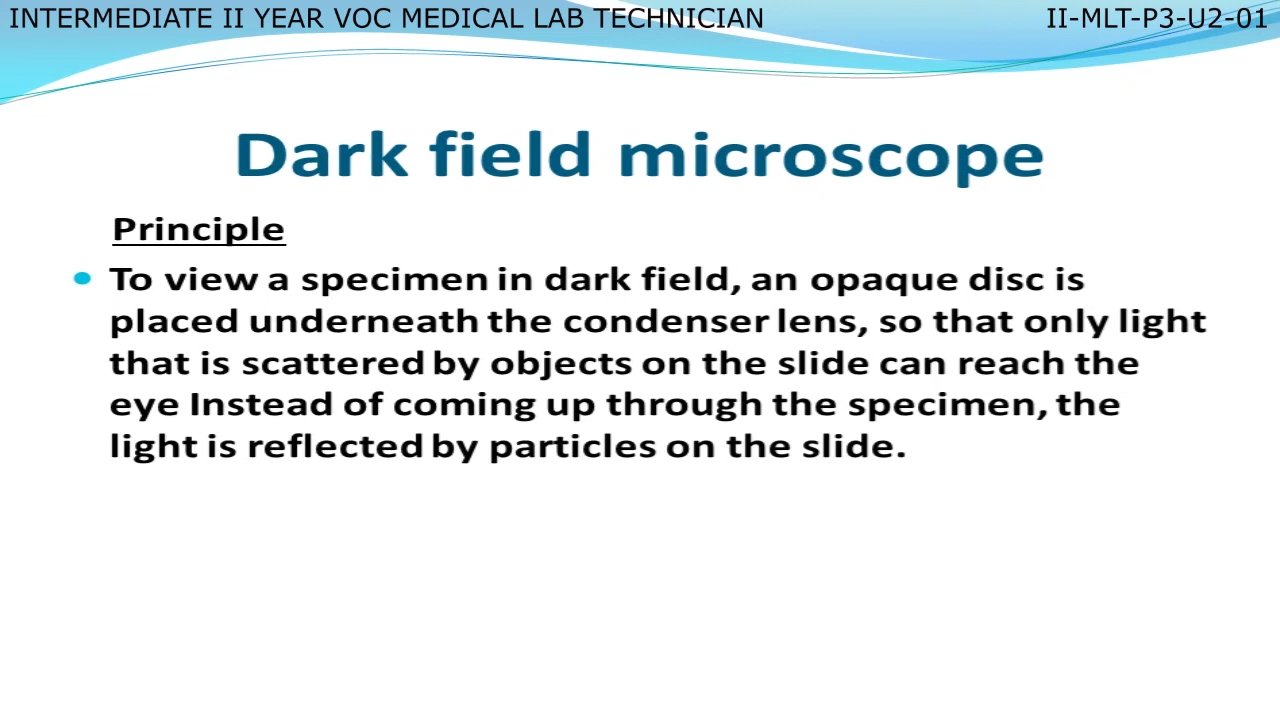 INTERMEDIATE II YEAR VOC MEDICAL LAB TECHNICIAN II-MLT-P3-U2-01
Dark field microscope
Principle
• To view a specimen in dark field, an opaque disc is
placed underneath the condenser lens, so that only light
that is scattered by objects on the slide can reach the
eye Instead of coming up through the specimen, the
light is reflected by particles on the slide.